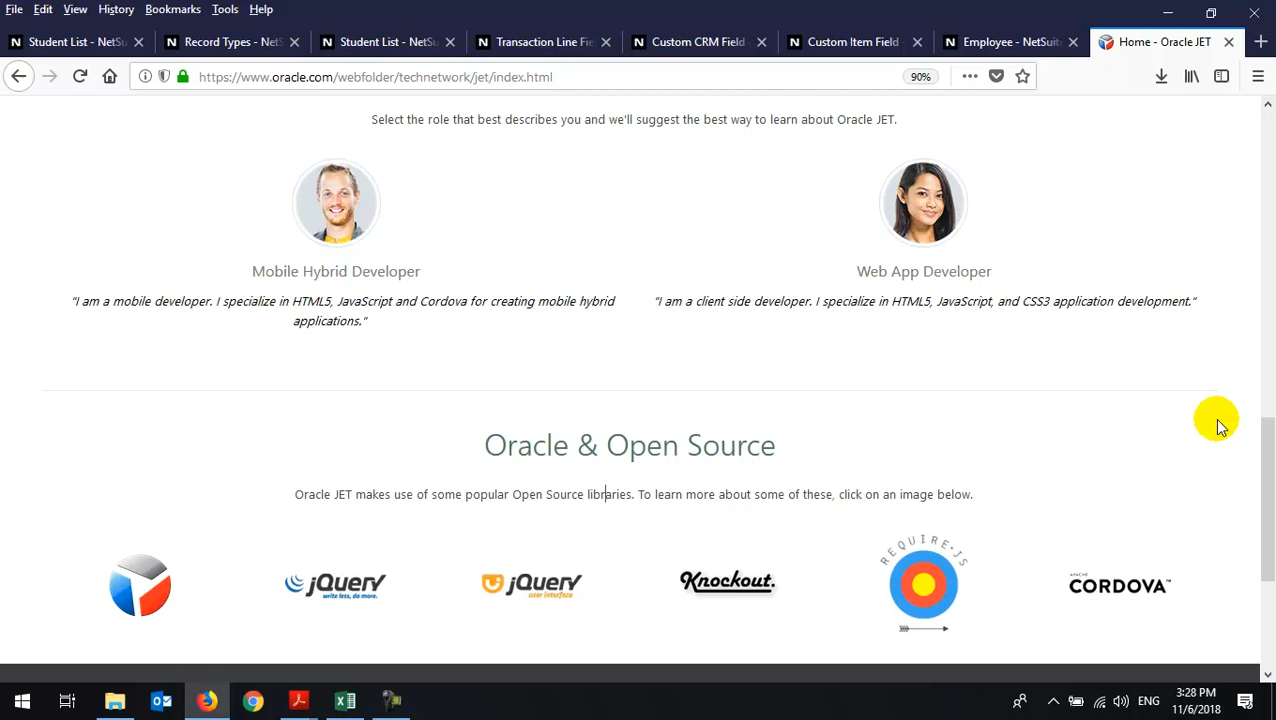 File Edit View History Bookmarks Tools Help
Student List - NetSu Record Types - NetS Student List - NetSu Transaction Line Fie Custom CRM Field - Custom Item Field - Employee - NetSuite Home - Oracle JET
https://www.oracle.com/webfolder/technetwork/jet/index.html 90%
Select the role that best describes you and we'll suggest the best way to learn about Oracle JET.
Mobile Hybrid Developer
"I am a mobile developer. I specialize in HTML5, JavaScript and Cordova for creating mobile hybrid
applications."
Web App Developer
"I am a client side developer. I specialize in HTML5, JavaScript, and CSS3 application development."
Oracle & Open Source
Oracle JET makes use of some popular Open Source libraries. To learn more about some of these, click on an image below.
jQuery
write less, do more.
jQuery
user interface
Knockout.
REQUIRE·JS
APACHE
CORDOVA™
ENG
3:28 PM
11/6/2018